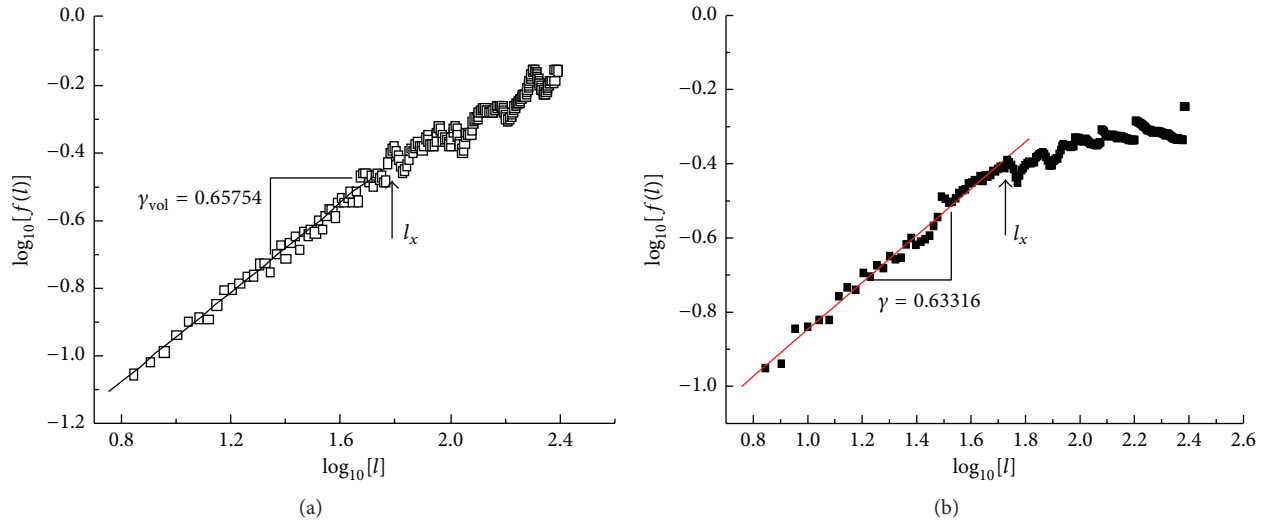 0.0
−0.2
−0.4
−0.6
−0.8
−1.0
−1.2
log₁₀[f(l)]
γvol = 0.65754
lx
0.8 1.2 1.6 2.0 2.4
log₁₀[l]
(a)
0.0
−0.2
−0.4
−0.6
−0.8
−1.0
log₁₀[f(l)]
lx
γ = 0.63316
0.8 1.0 1.2 1.4 1.6 1.8 2.0 2.2 2.4 2.6
log₁₀[l]
(b)